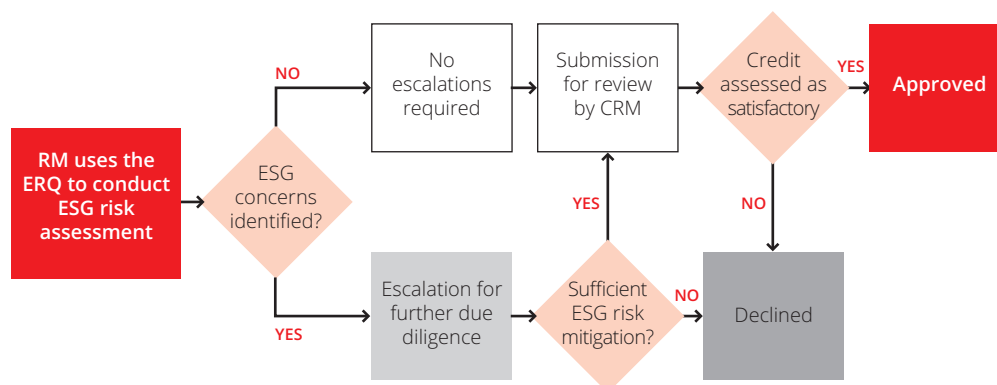 RM uses the
ERQ to conduct
ESG risk
assessment
ESG
concerns
identified?
NO
No
escalations
required
Submission
for review
by CRM
Credit
assessed as
satisfactory
YES
Approved
NO
YES
YES
Escalation for
further due
diligence
Sufficient
ESG risk
mitigation?
NO
Declined